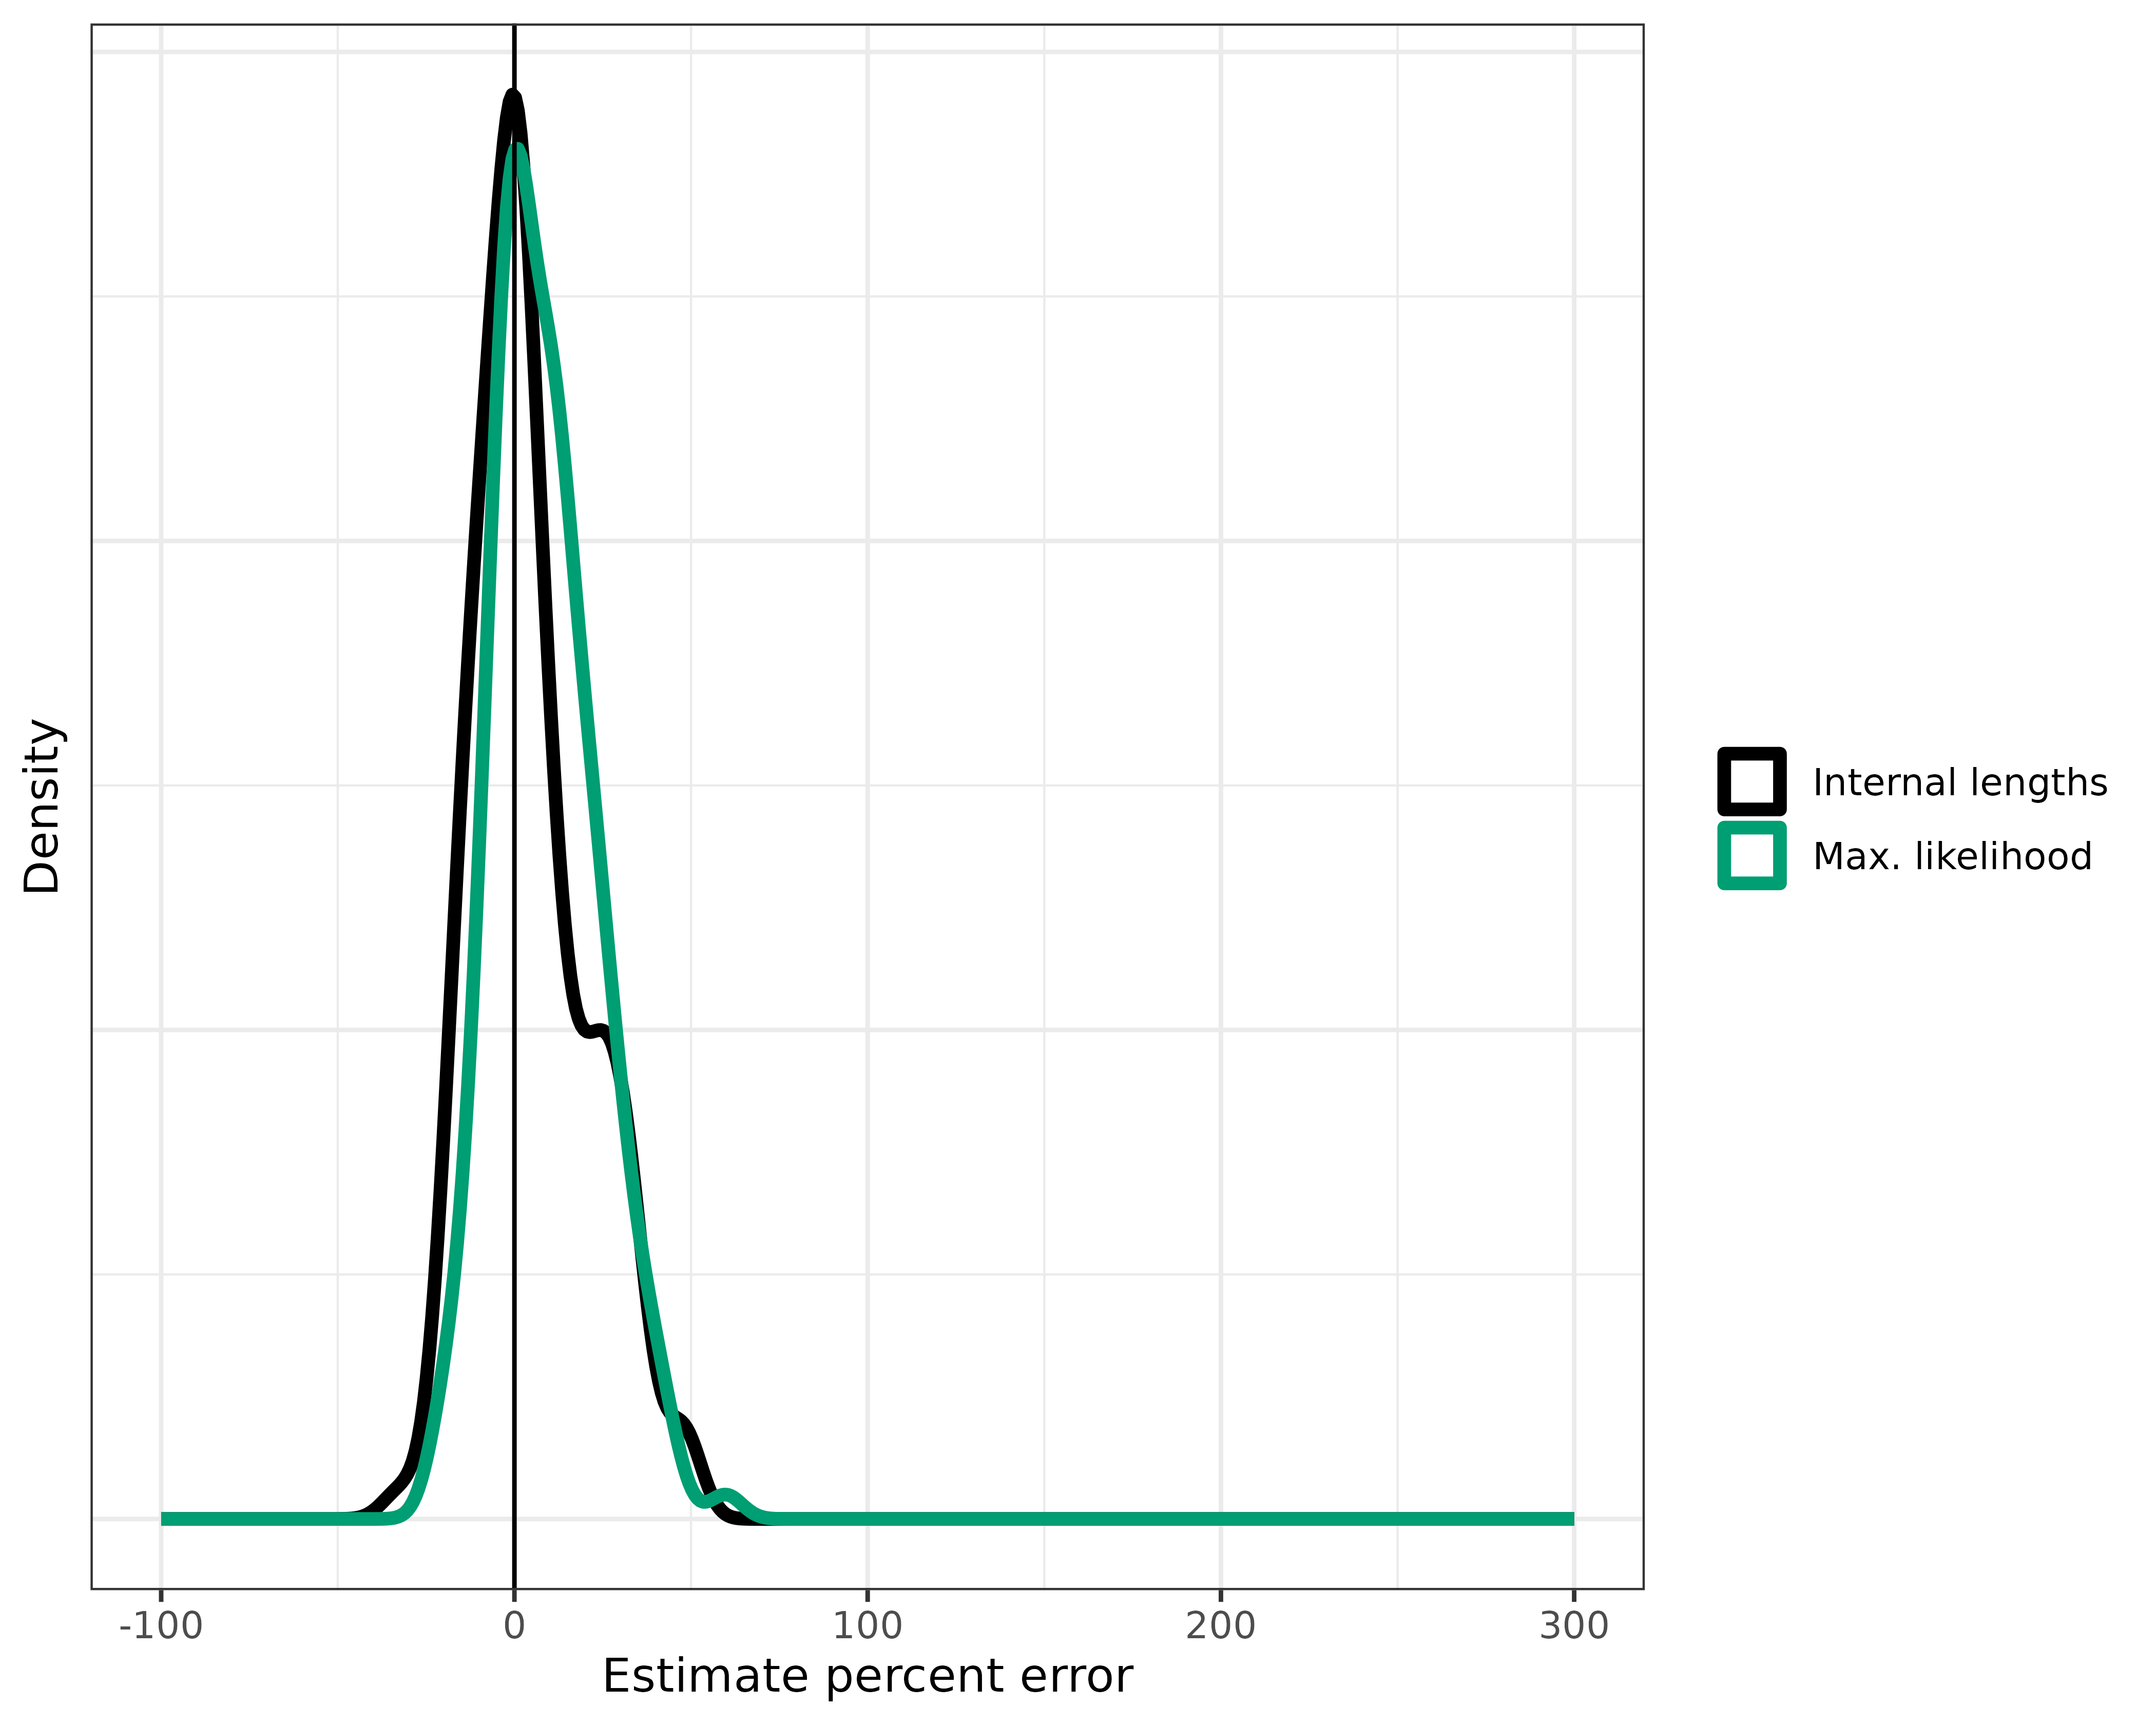 Density
-100 0 100 200 300
Estimate percent error
Internal lengths
Max. likelihood